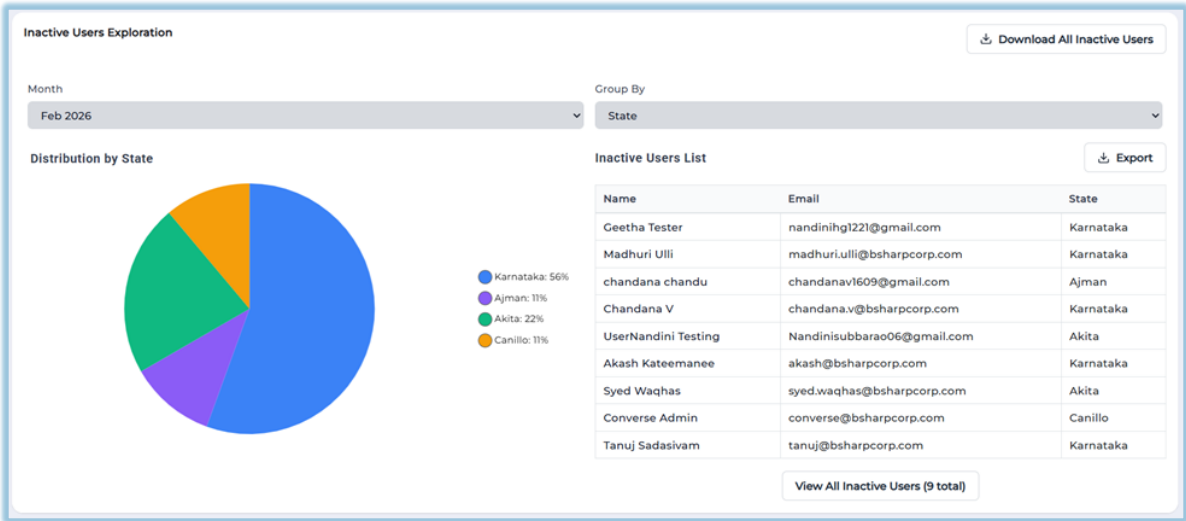 Inactive Users Exploration
Download All Inactive Users
Month
Group By
Feb 2026
State
Distribution by State
Karnataka: 56%
Ajman: 11%
Akita: 22%
Canillo: 11%
Inactive Users List
Export
Name Email State
Geetha Tester nandinihg1221@gmail.com Karnataka
Madhuri Ulli madhuri.ulli@bsharpcorp.com Karnataka
chandana chandu chandanav1609@gmail.com Ajman
Chandana V chandana.v@bsharpcorp.com Karnataka
UserNandini Testing Nandinisubbarao06@gmail.com Akita
Akash Kateemanee akash@bsharpcorp.com Karnataka
Syed Waqhas syed.waqhas@bsharpcorp.com Akita
Converse Admin converse@bsharpcorp.com Canillo
Tanuj Sadasivam tanuj@bsharpcorp.com Karnataka
View All Inactive Users (9 total)